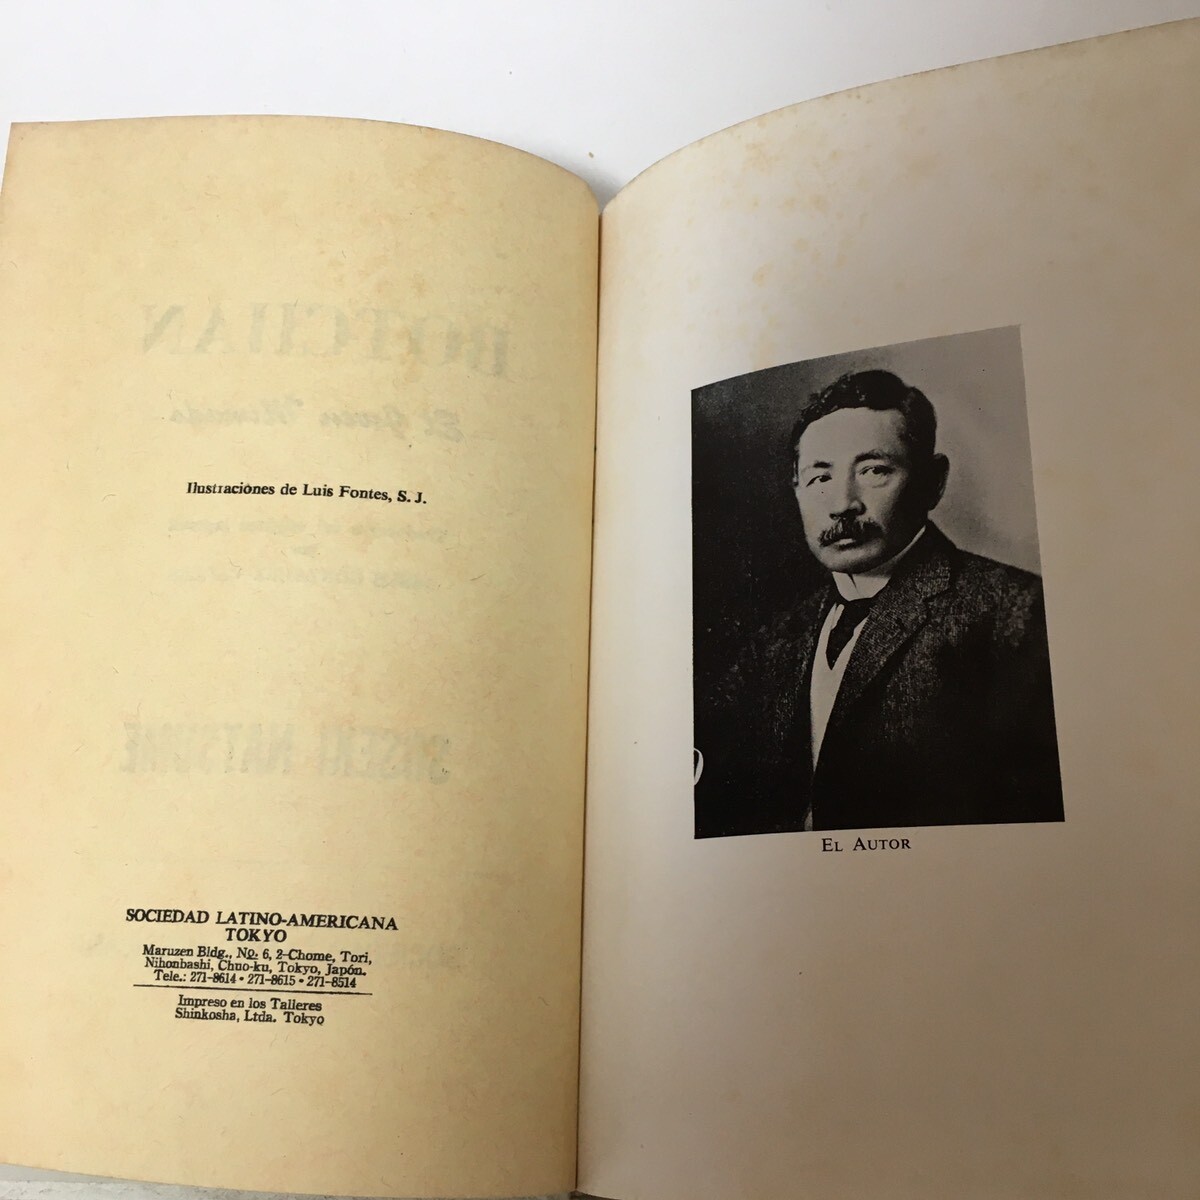 Ilustraciones de Luis Fontes, S. J.
SOCIEDAD LATINO-AMERICANA
TOKYO
Maruzen Bldg., No. 6, 2-Chome, Tori,
Nihonbashi, Chuo-ku, Tokyo, Japón.
Tele.: 271-8614 • 271-8615 • 271-8514
Impreso en los Talleres
Shinkosha, Ltda. Tokyo
EL AUTOR